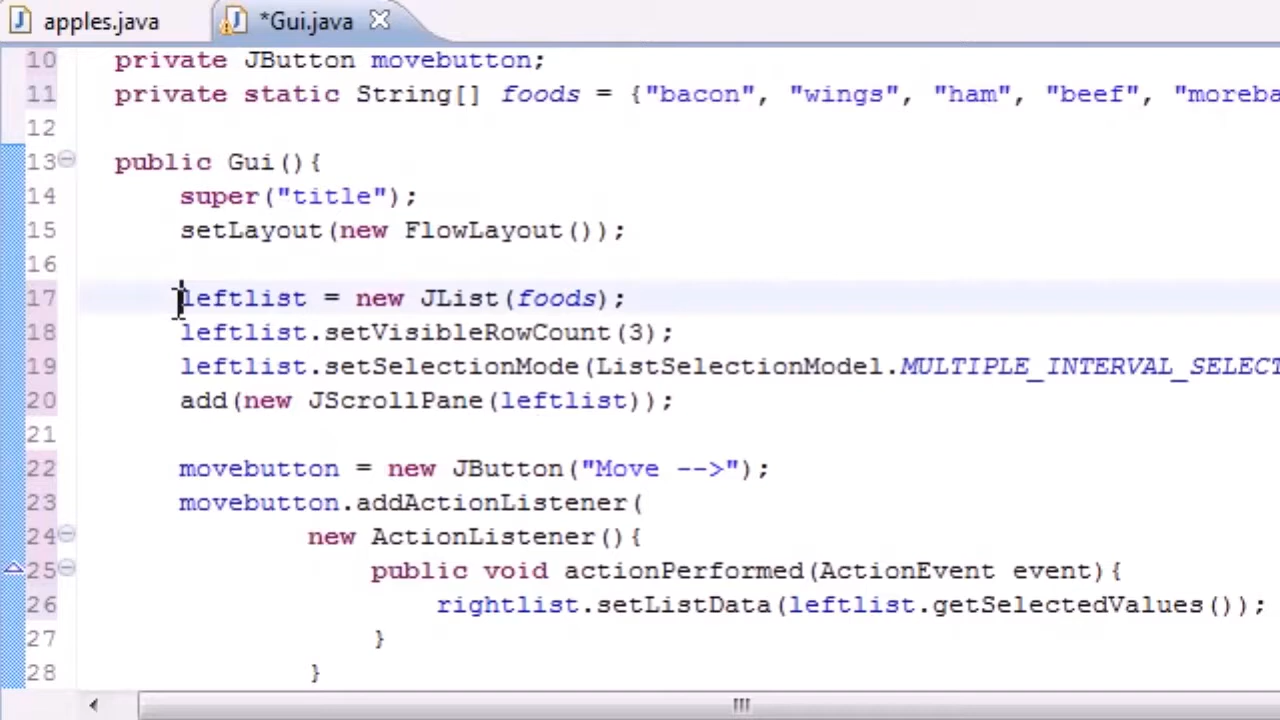 apples.java *Gui.java
10 private JButton movebutton;
11 private static String[] foods = {"bacon", "wings", "ham", "beef", "moreba
12
13 public Gui(){
14 super("title");
15 setLayout(new FlowLayout());
16
17 leftlist = new JList(foods);
18 leftlist.setVisibleRowCount(3);
19 leftlist.setSelectionMode(ListSelectionModel.MULTIPLE_INTERVAL_SELECT
20 add(new JScrollPane(leftlist));
21
22 movebutton = new JButton("Move -->");
23 movebutton.addActionListener(
24 new ActionListener(){
25 public void actionPerformed(ActionEvent event){
26 rightlist.setListData(leftlist.getSelectedValues());
27 }
28 }